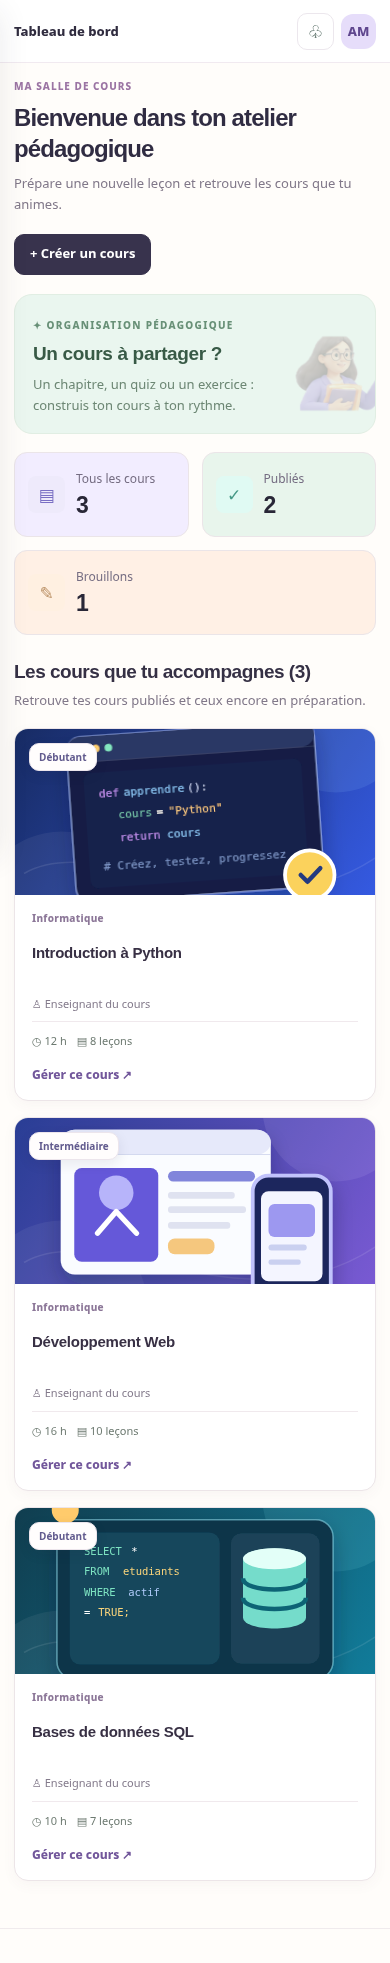 Tableau de bord
AM
MA SALLE DE COURS
Bienvenue dans ton atelier
pédagogique
Prépare une nouvelle leçon et retrouve les cours que tu
animes.
+ Créer un cours
✦ ORGANISATION PÉDAGOGIQUE
Un cours à partager ?
Un chapitre, un quiz ou un exercice :
construis ton cours à ton rythme.
Tous les cours
3
Publiés
2
Brouillons
1
Les cours que tu accompagnes (3)
Retrouve tes cours publiés et ceux encore en préparation.
Débutant
def apprendre():
cours = "Python"
return cours
# Créez, testez, progressez
Informatique
Introduction à Python
Enseignant du cours
12 h 8 leçons
Gérer ce cours ↗
Intermédiaire
Informatique
Développement Web
Enseignant du cours
16 h 10 leçons
Gérer ce cours ↗
Débutant
SELECT *
FROM etudiants
WHERE actif
= TRUE;
Informatique
Bases de données SQL
Enseignant du cours
10 h 7 leçons
Gérer ce cours ↗